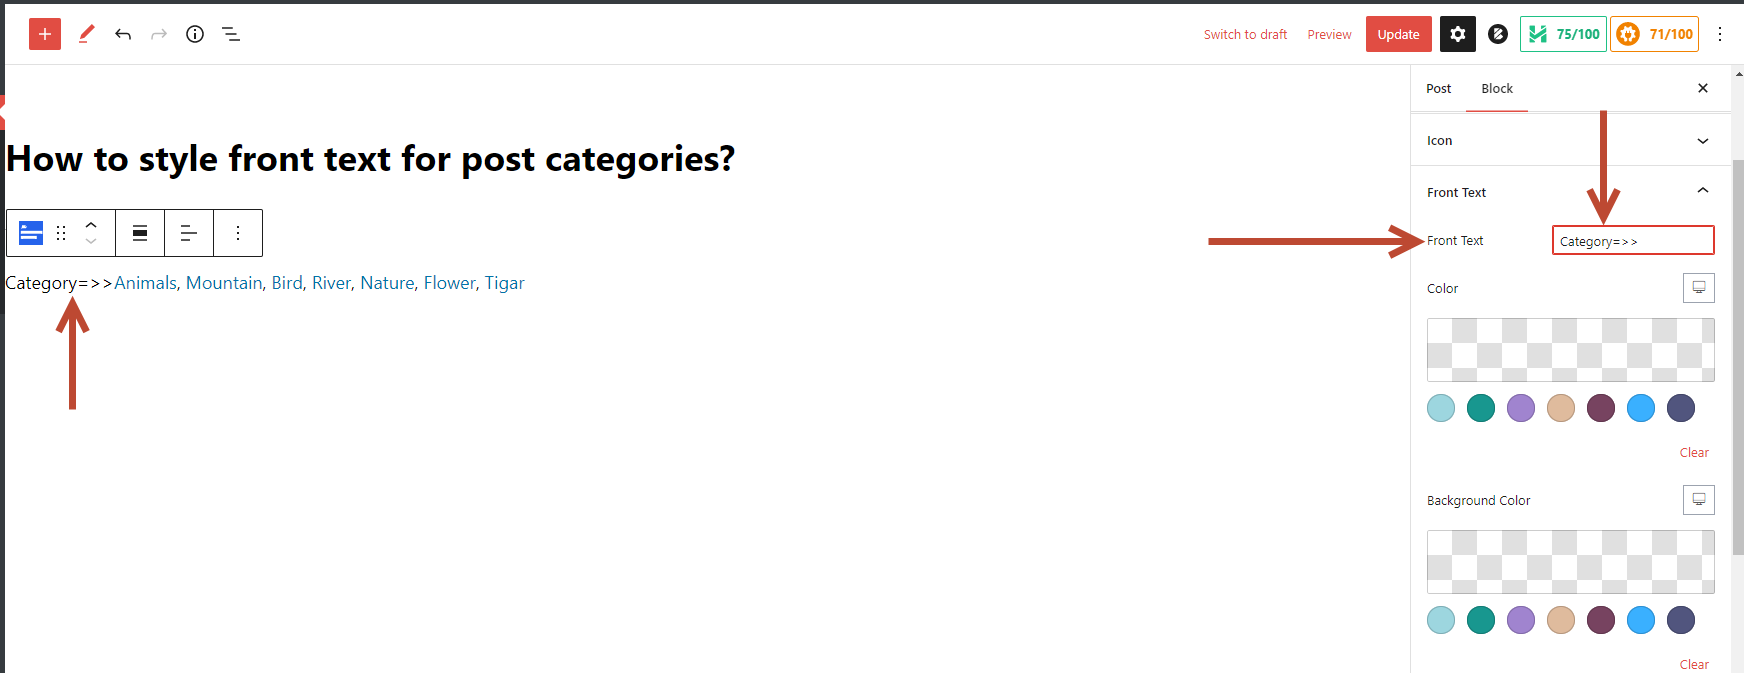 Switch to draft Preview Update 75/100 71/100
Post Block
Icon
How to style front text for post categories?
Front Text
Front Text Category=>>
Category=>>Animals, Mountain, Bird, River, Nature, Flower, Tigar
Color
Clear
Background Color
Clear